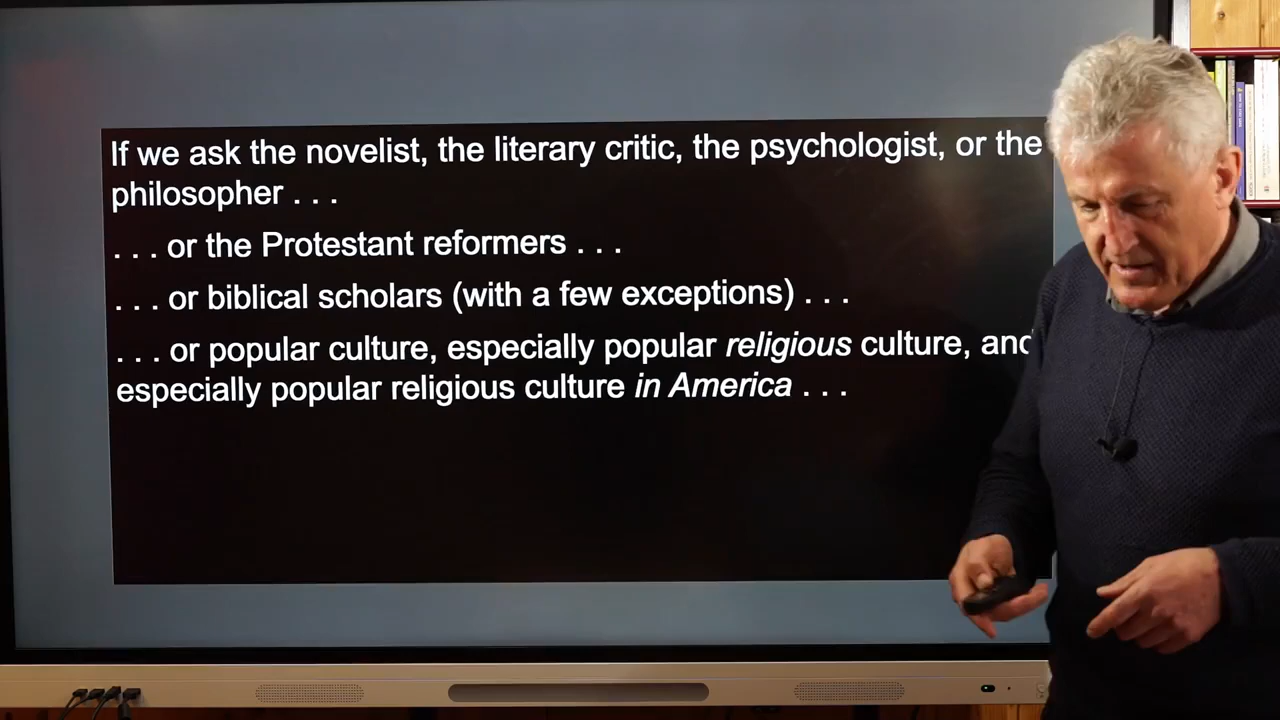 If we ask the novelist, the literary critic, the psychologist, or the
philosopher . . .
. . . or the Protestant reformers . . .
. . . or biblical scholars (with a few exceptions) . . .
. . . or popular culture, especially popular religious culture, and
especially popular religious culture in America . . .